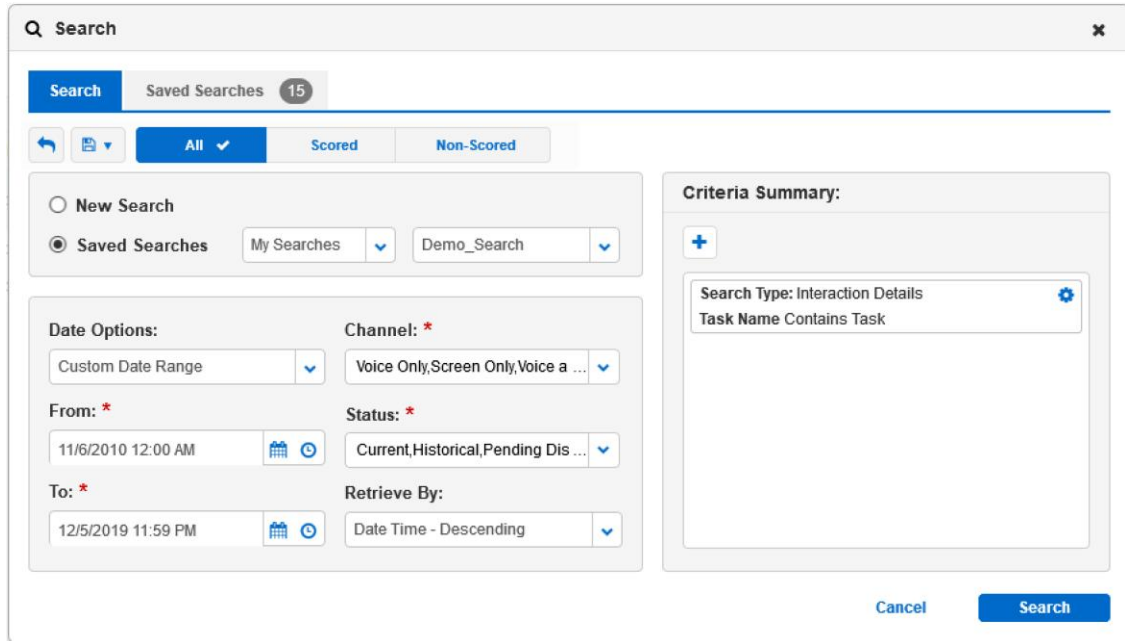 Search
Search
Saved Searches 15
All
Scored
Non-Scored
New Search
Saved Searches
My Searches
Demo_Search
Date Options:
Custom Date Range
Channel: *
Voice Only,Screen Only,Voice a ...
From: *
11/6/2010 12:00 AM
Status: *
Current,Historical,Pending Dis ...
To: *
12/5/2019 11:59 PM
Retrieve By:
Date Time - Descending
Criteria Summary:
Search Type: Interaction Details
Task Name Contains Task
Cancel
Search